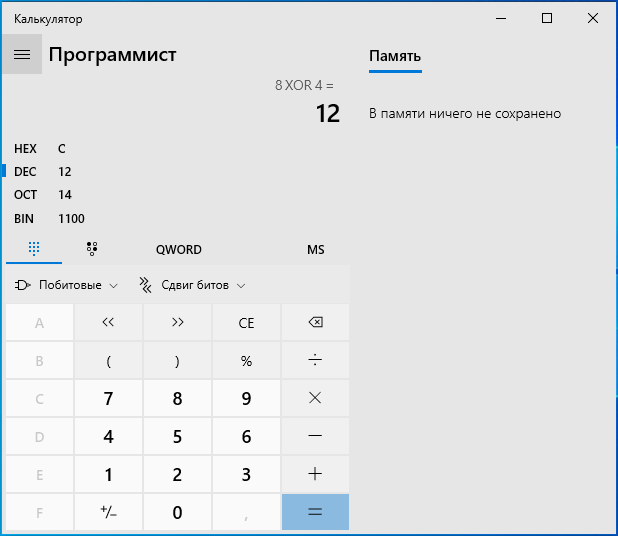 Калькулятор
Программист
Память
8 XOR 4 =
12
В памяти ничего не сохранено
HEX C
DEC 12
OCT 14
BIN 1100
QWORD MS
Побитовые Сдвиг битов
A << >> CE
B ( ) % ÷
C 7 8 9 ×
D 4 5 6 −
E 1 2 3 +
F +/− 0 , =